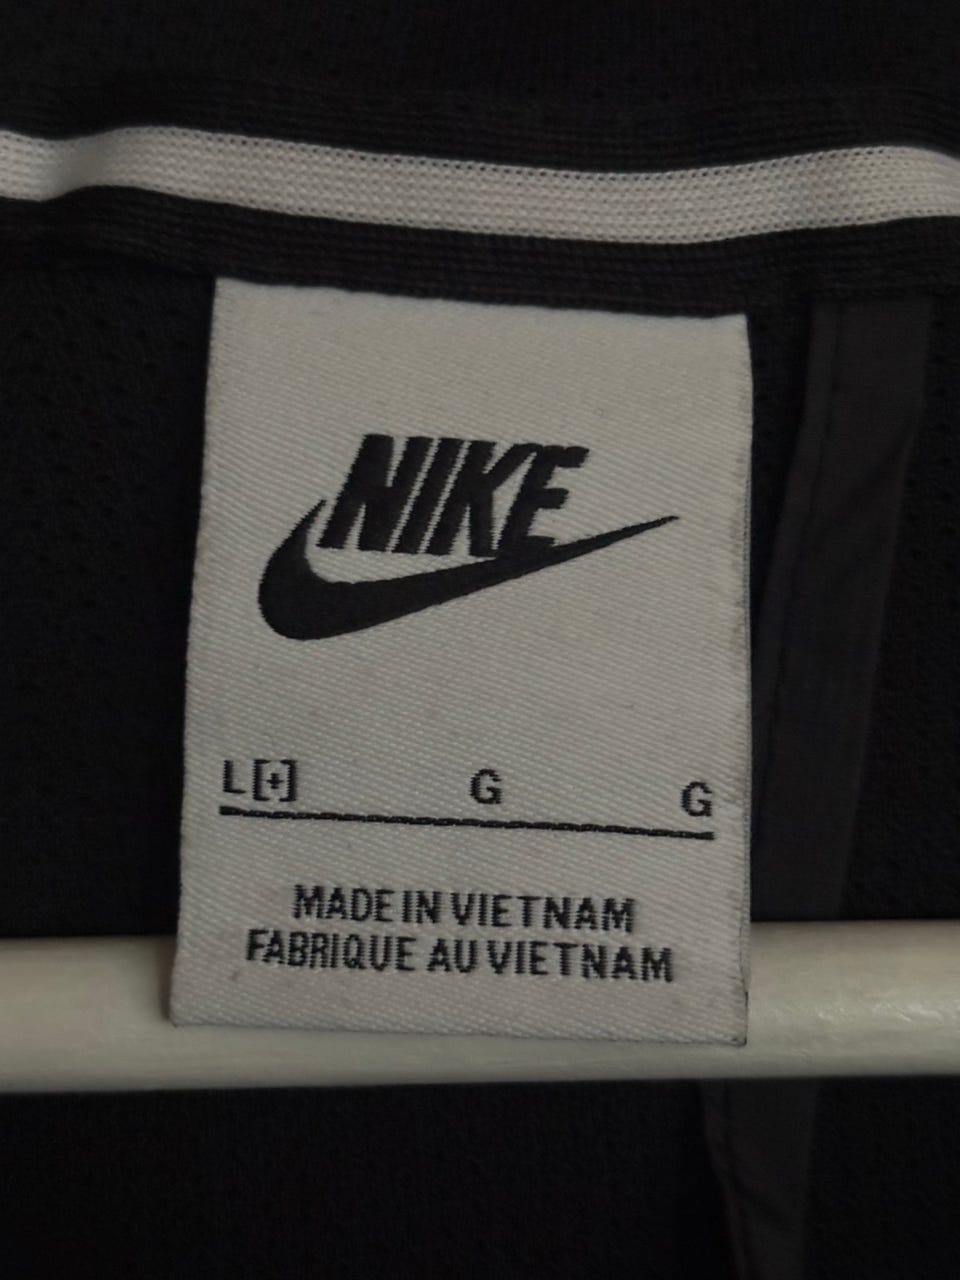 NIKE
L[+] G G
MADE IN VIETNAM
FABRIQUE AU VIETNAM